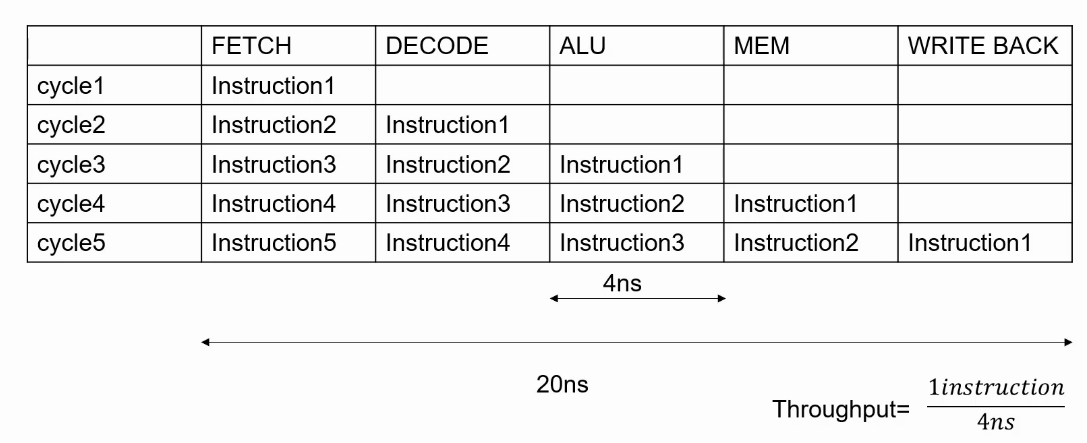 FETCH DECODE ALU MEM WRITE BACK
cycle1 Instruction1
cycle2 Instruction2 Instruction1
cycle3 Instruction3 Instruction2 Instruction1
cycle4 Instruction4 Instruction3 Instruction2 Instruction1
cycle5 Instruction5 Instruction4 Instruction3 Instruction2 Instruction1
4ns
20ns
Throughput= 1instruction
4ns